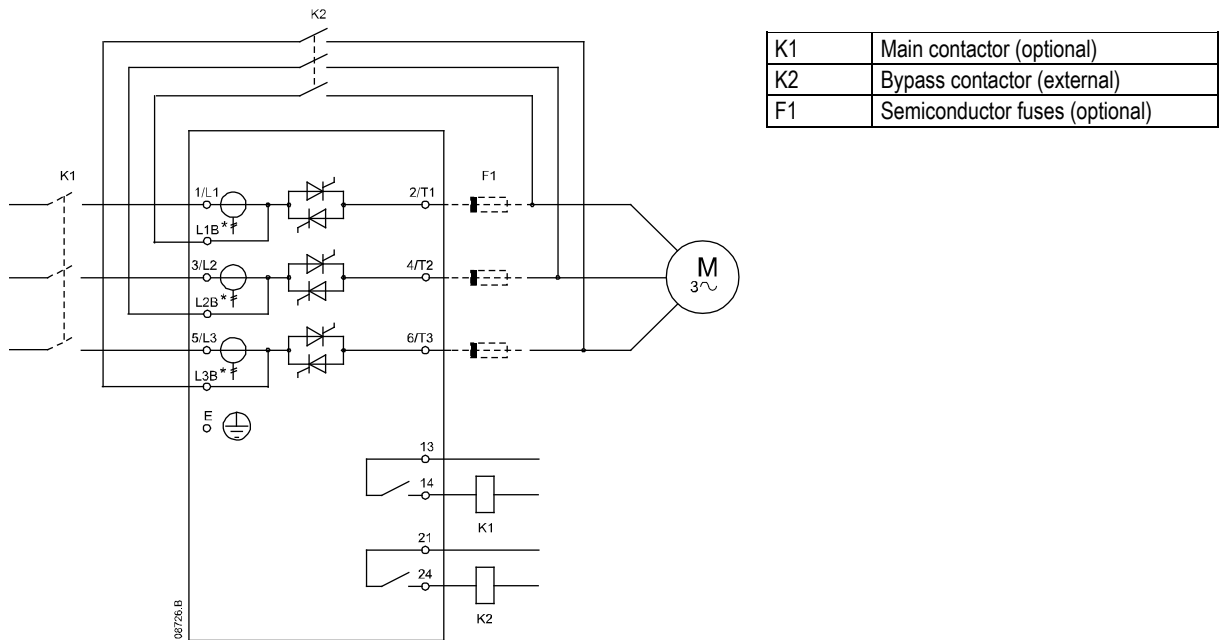 K2
K1 Main contactor (optional)
K2 Bypass contactor (external)
F1 Semiconductor fuses (optional)
K1
1/L1
2/T1
F1
L1B *
3/L2
4/T2
M
3
L2B *
5/L3
6/T3
L3B *
E
13
14
K1
21
24
K2
08726.B